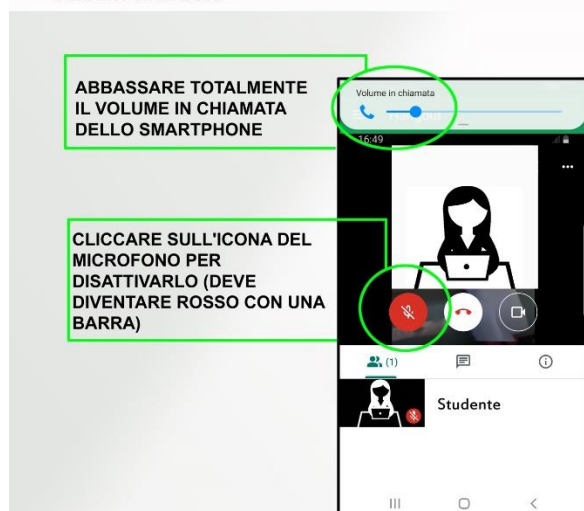 ABBASSARE TOTALMENTE
IL VOLUME IN CHIAMATA
DELLO SMARTPHONE
Volume in chiamata
16:49
CLICCARE SULL'ICONA DEL
MICROFONO PER
DISATTIVARLO (DEVE
DIVENTARE ROSSO CON UNA
BARRA)
(1)
Studente